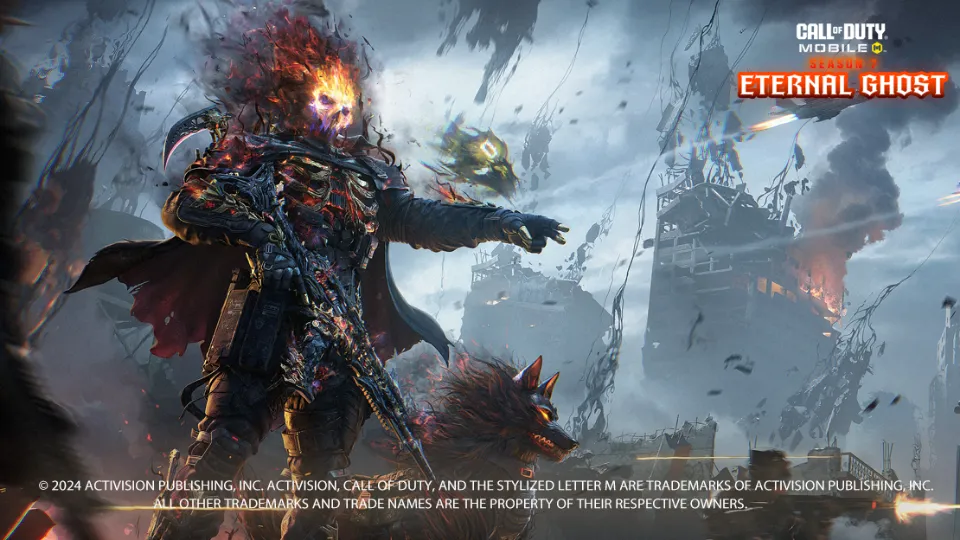 CALL OF DUTY
MOBILE
SEASON 7
ETERNAL GHOST
© 2024 ACTIVISION PUBLISHING, INC. ACTIVISION, CALL OF DUTY, AND THE STYLIZED LETTER M ARE TRADEMARKS OF ACTIVISION PUBLISHING, INC.
ALL OTHER TRADEMARKS AND TRADE NAMES ARE THE PROPERTY OF THEIR RESPECTIVE OWNERS.